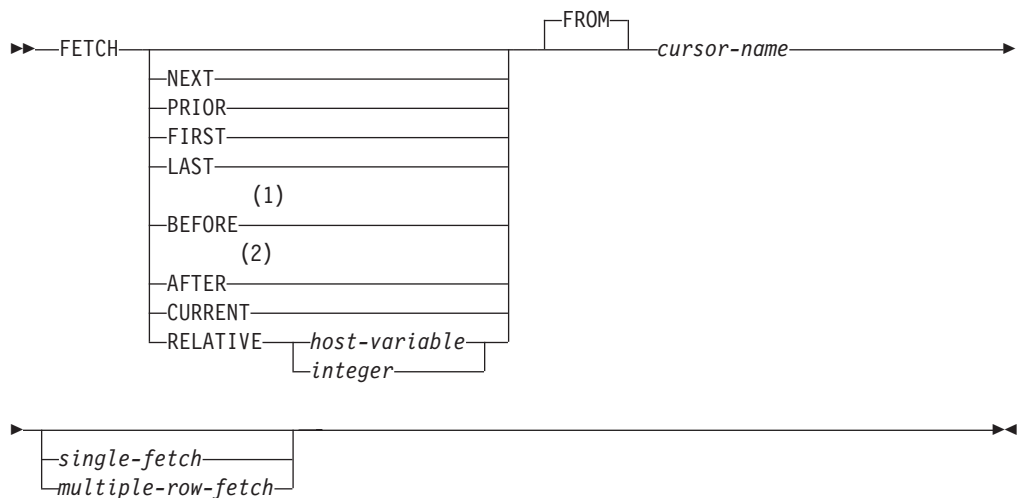 FROM
FETCH cursor-name
NEXT
PRIOR
FIRST
LAST
(1)
BEFORE
(2)
AFTER
CURRENT
RELATIVE host-variable
integer
single-fetch
multiple-row-fetch